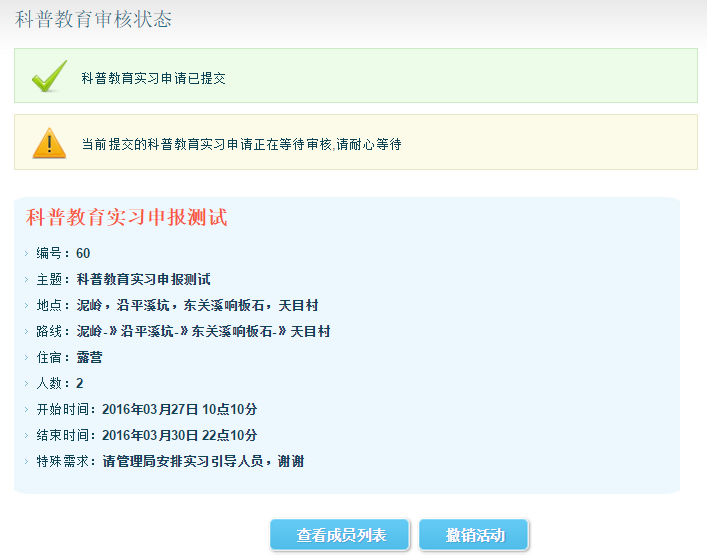 科普教育审核状态
科普教育实习申请已提交
当前提交的科普教育实习申请正在等待审核,请耐心等待
科普教育实习申报测试
编号：60
主题：科普教育实习申报测试
地点：泥岭，沿平溪坑，东关溪响板石，天目村
路线：泥岭-》沿平溪坑-》东关溪响板石-》天目村
住宿：露营
人数：2
开始时间：2016年03月27日 10点10分
结束时间：2016年03月30日 22点10分
特殊需求：请管理局安排实习引导人员，谢谢
查看成员列表 撤销活动